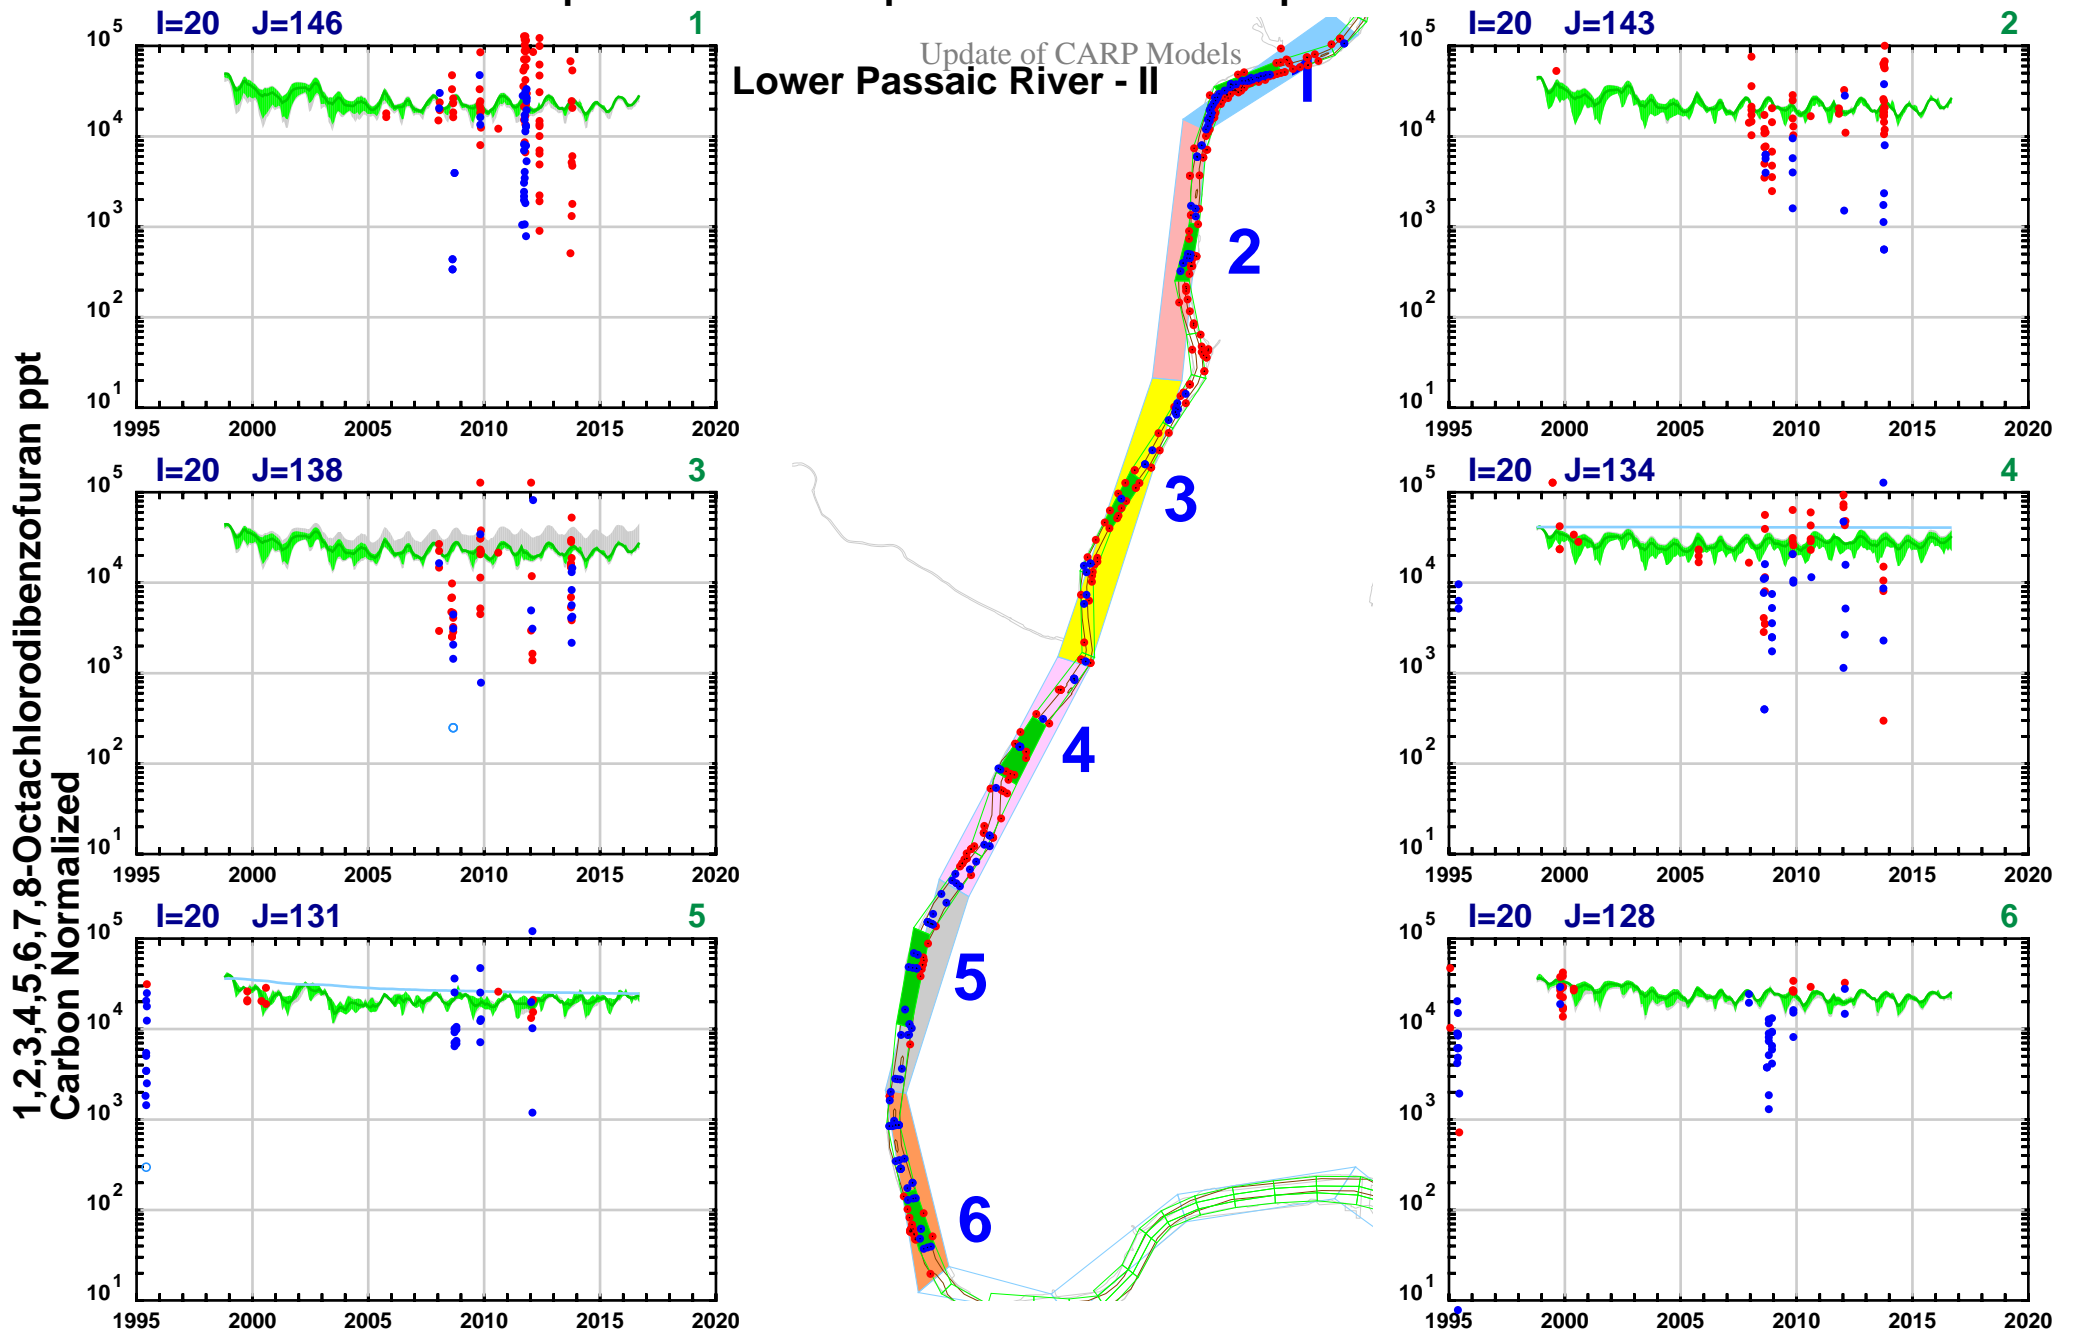 Update of CARP Models
Lower Passaic River - II
1,2,3,4,5,6,7,8-Octachlorodibenzofuran ppt
Carbon Normalized
I=20 J=146 1
10^5
10^4
10^3
10^2
10^1
1995 2000 2005 2010 2015 2020
I=20 J=143 2
10^5
10^4
10^3
10^2
10^1
1995 2000 2005 2010 2015 2020
I=20 J=138 3
10^5
10^4
10^3
10^2
10^1
1995 2000 2005 2010 2015 2020
I=20 J=134 4
10^5
10^4
10^3
10^2
10^1
1995 2000 2005 2010 2015 2020
I=20 J=131 5
10^5
10^4
10^3
10^2
10^1
1995 2000 2005 2010 2015 2020
I=20 J=128 6
10^5
10^4
10^3
10^2
10^1
1995 2000 2005 2010 2015 2020
1
2
3
4
5
6